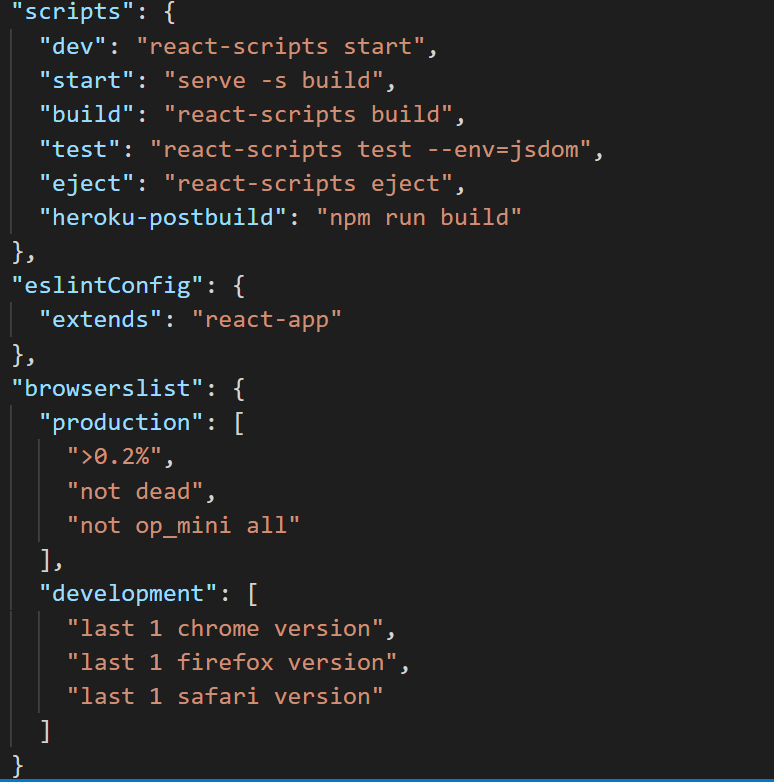 "scripts": {
"dev": "react-scripts start",
"start": "serve -s build",
"build": "react-scripts build",
"test": "react-scripts test --env=jsdom",
"eject": "react-scripts eject",
"heroku-postbuild": "npm run build"
},
"eslintConfig": {
"extends": "react-app"
},
"browserslist": {
"production": [
">0.2%",
"not dead",
"not op_mini all"
],
"development": [
"last 1 chrome version",
"last 1 firefox version",
"last 1 safari version"
]
}